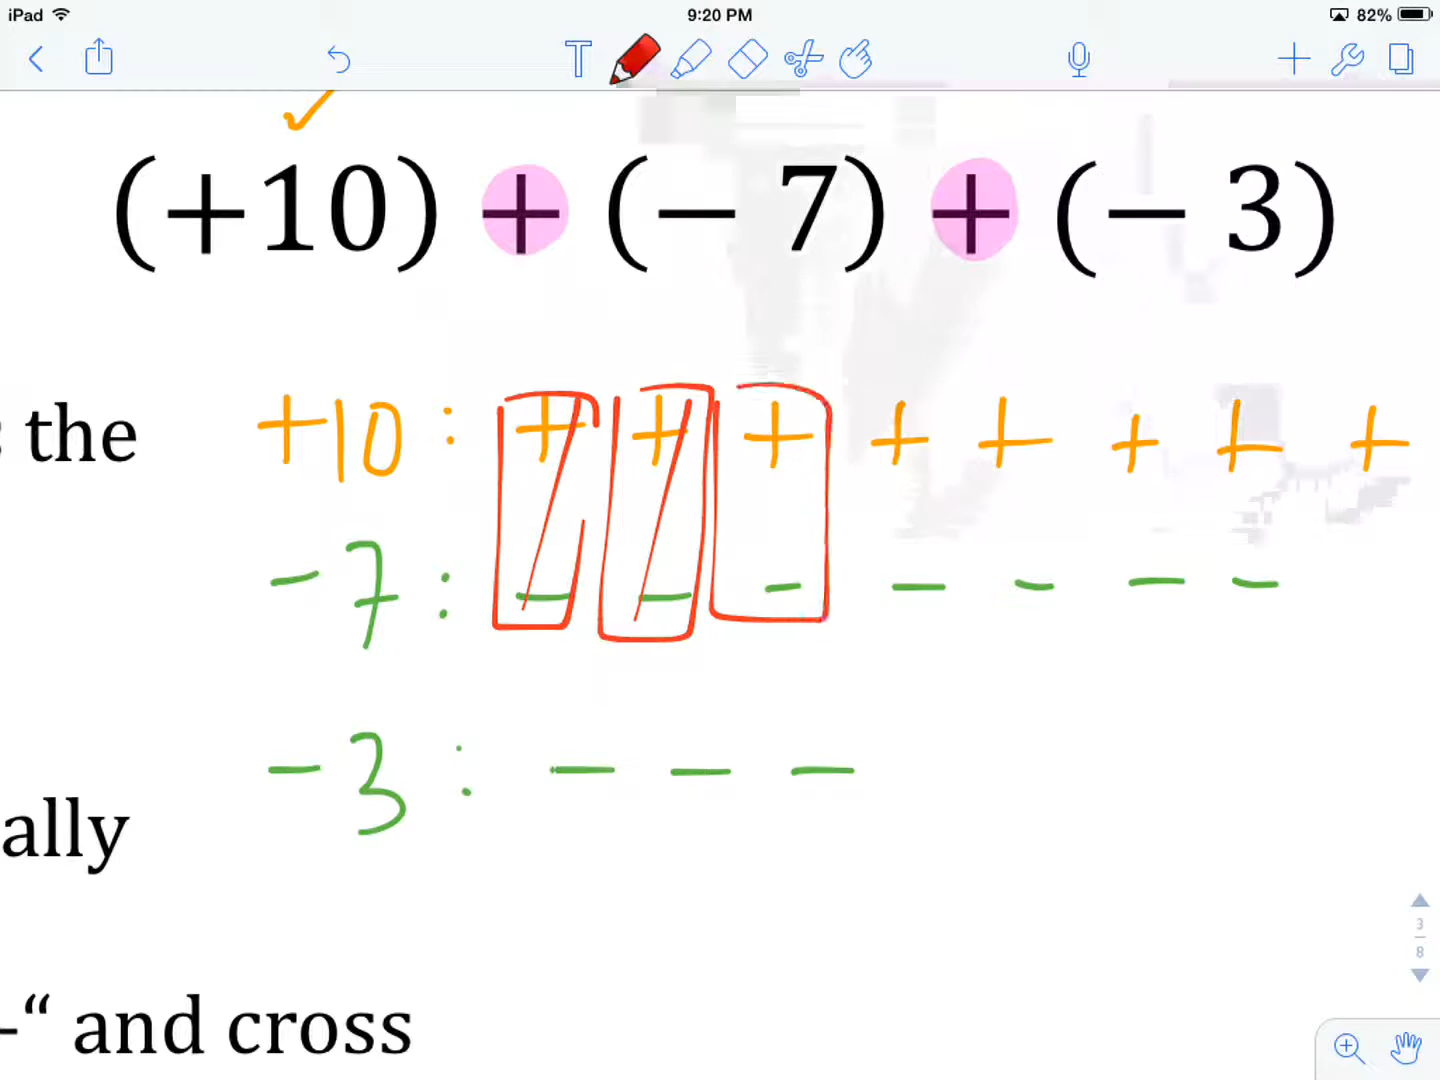 iPad 9:20 PM 82%
T
(+10) + (− 7) + (− 3)
the
+10 : + + + + + + + +
-7 : - - - - - - -
-3 : - - -
ally
3
8
-“ and cross